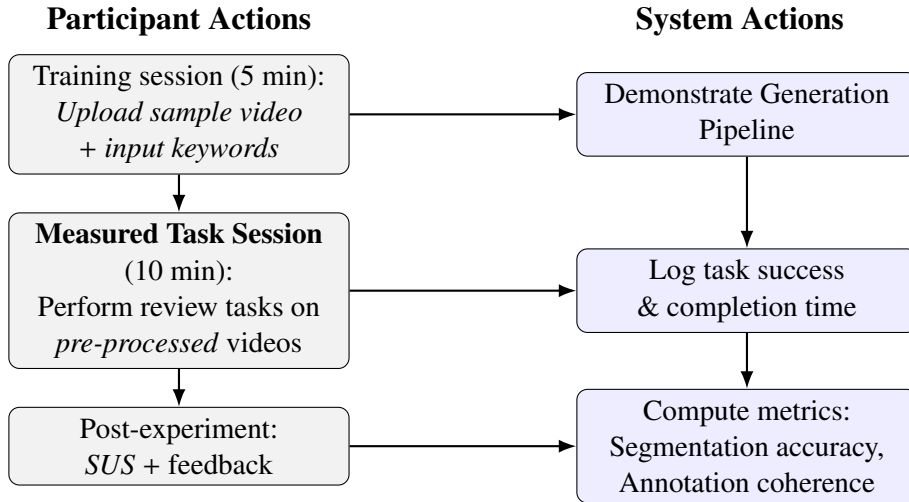 Participant Actions
System Actions
Training session (5 min):
Upload sample video
+ input keywords
Demonstrate Generation
Pipeline
Measured Task Session
(10 min):
Perform review tasks on
pre-processed videos
Log task success
& completion time
Post-experiment:
SUS + feedback
Compute metrics:
Segmentation accuracy,
Annotation coherence